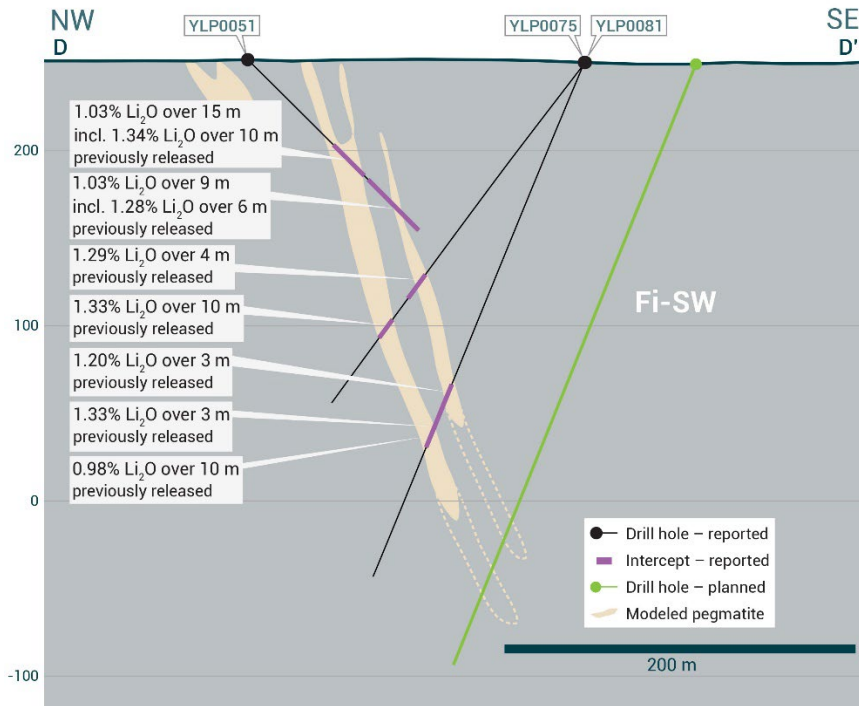 NW
SE
D
D'
YLP0051
YLP0075
YLP0081
1.03% Li₂O over 15 m
incl. 1.34% Li₂O over 10 m
previously released
200
1.03% Li₂O over 9 m
incl. 1.28% Li₂O over 6 m
previously released
1.29% Li₂O over 4 m
previously released
1.33% Li₂O over 10 m
previously released
100
Fi-SW
1.20% Li₂O over 3 m
previously released
1.33% Li₂O over 3 m
previously released
0.98% Li₂O over 10 m
previously released
0
Drill hole – reported
Intercept – reported
Drill hole – planned
Modeled pegmatite
200 m
-100